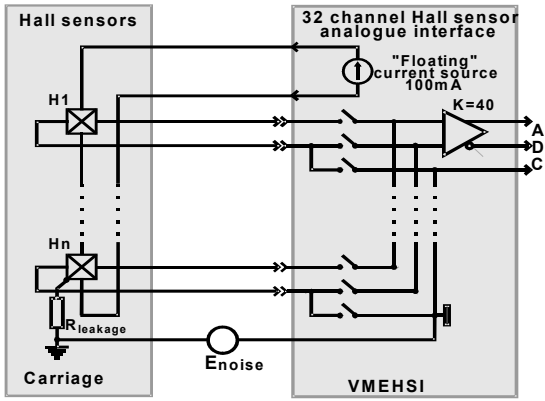 Hall sensors
32 channel Hall sensor
analogue interface
"Floating"
current source
100mA
H1
K=40
A
D
C
Hn
Rleakage
Enoise
Carriage
VMEHSI